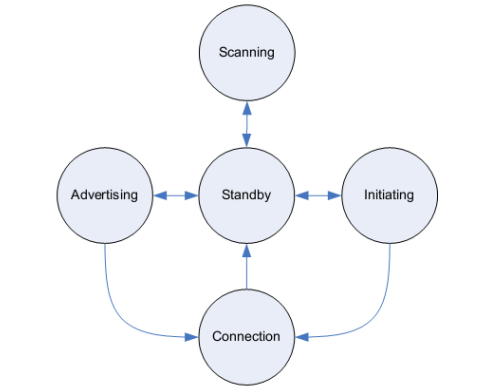 Scanning
Advertising
Standby
Initiating
Connection